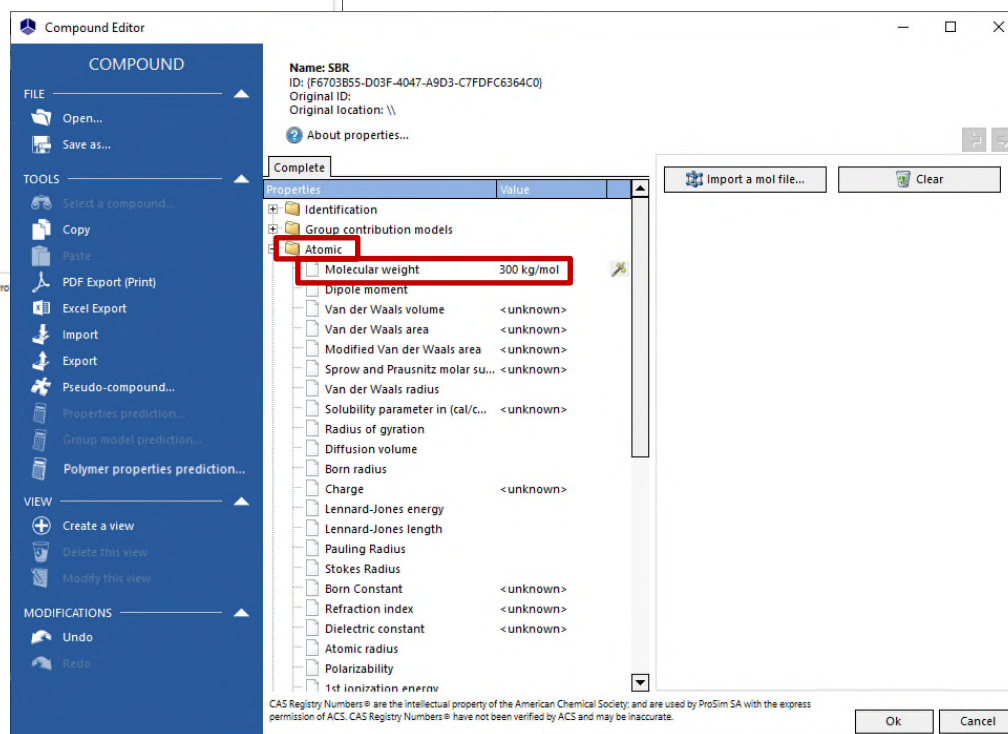 Compound Editor
COMPOUND
FILE
Open...
Save as...
TOOLS
Select a compound...
Copy
Paste
PDF Export (Print)
Excel Export
Import
Export
Pseudo-compound...
Properties prediction...
Group model prediction...
Polymer properties prediction...
VIEW
Create a view
Delete this view
Modify this view
MODIFICATIONS
Undo
Redo
Name: SBR
ID: {F6703B55-D03F-4047-A9D3-C7FDFC6364C0}
Original ID:
Original location: \\
About properties...
Complete
Properties Value
Identification
Group contribution models
Atomic
Molecular weight 300 kg/mol
Dipole moment
Van der Waals volume <unknown>
Van der Waals area <unknown>
Modified Van der Waals area <unknown>
Sprow and Prausnitz molar su... <unknown>
Van der Waals radius
Solubility parameter in (cal/c... <unknown>
Radius of gyration
Diffusion volume
Born radius
Charge <unknown>
Lennard-Jones energy
Lennard-Jones length
Pauling Radius
Stokes Radius
Born Constant <unknown>
Refraction index <unknown>
Dielectric constant <unknown>
Atomic radius
Polarizability
1st ionization energy
Import a mol file...
Clear
CAS Registry Numbers® are the intellectual property of the American Chemical Society; and are used by ProSim SA with the express
permission of ACS. CAS Registry Numbers® have not been verified by ACS and may be inaccurate.
Ok
Cancel